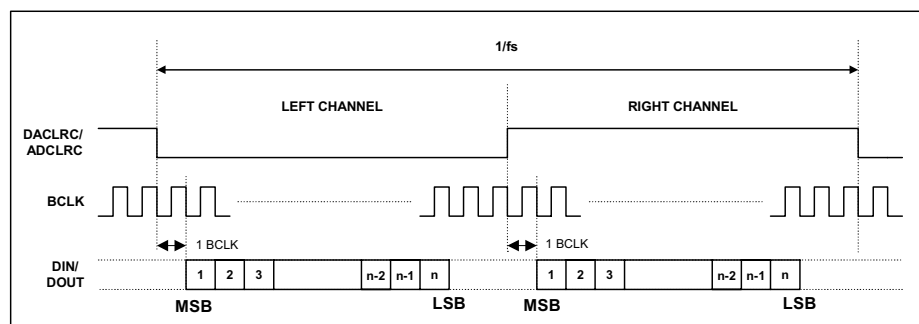 1/fs
LEFT CHANNEL
RIGHT CHANNEL
DACLRC/
ADCLRC
BCLK
1 BCLK
1 BCLK
DIN/
DOUT
1 2 3 n-2 n-1 n
1 2 3 n-2 n-1 n
MSB
LSB
MSB
LSB